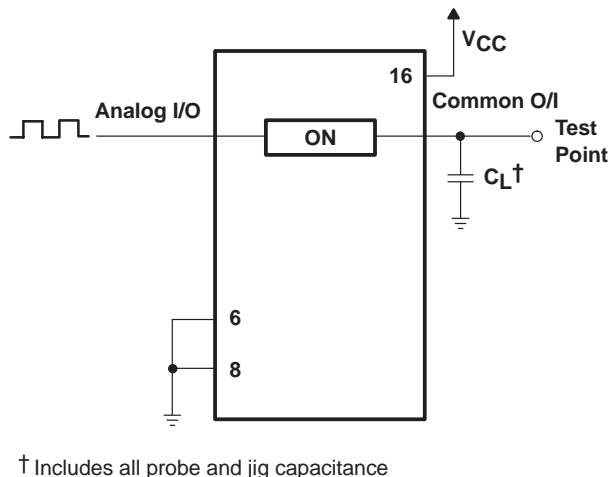 VCC
16
Analog I/O
Common O/I
ON
Test
Point
CL†
6
8
† Includes all probe and jig capacitance